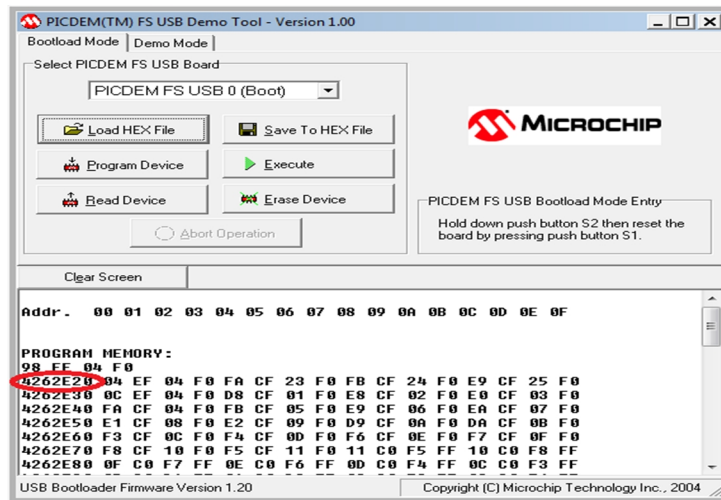 PICDEM(TM) FS USB Demo Tool - Version 1.00
Bootload Mode Demo Mode
Select PICDEM FS USB Board
PICDEM FS USB 0 (Boot)
Load HEX File Save To HEX File
MICROCHIP
Program Device Execute
Read Device Erase Device
PICDEM FS USB Bootload Mode Entry
Hold down push button S2 then reset the
board by pressing push button S1.
Abort Operation
Clear Screen
Addr. 00 01 02 03 04 05 06 07 08 09 0A 0B 0C 0D 0E 0F
PROGRAM MEMORY:
98 EF 04 F0
4262E20 04 EF 04 F0 FA CF 23 F0 FB CF 24 F0 E9 CF 25 F0
4262E30 0C EF 04 F0 D8 CF 01 F0 E8 CF 02 F0 E0 CF 03 F0
4262E40 FA CF 04 F0 FB CF 05 F0 E9 CF 06 F0 EA CF 07 F0
4262E50 E1 CF 08 F0 E2 CF 09 F0 D9 CF 0A F0 DA CF 0B F0
4262E60 F3 CF 0C F0 F4 CF 0D F0 F6 CF 0E F0 F7 CF 0F F0
4262E70 F8 CF 10 F0 F5 CF 11 F0 11 C0 F5 FF 10 C0 F8 FF
4262E80 0F C0 F7 FF 0E C0 F6 FF 0D C0 F4 FF 0C C0 F3 FF
USB Bootloader Firmware Version 1.20
Copyright (C) Microchip Technology Inc., 2004